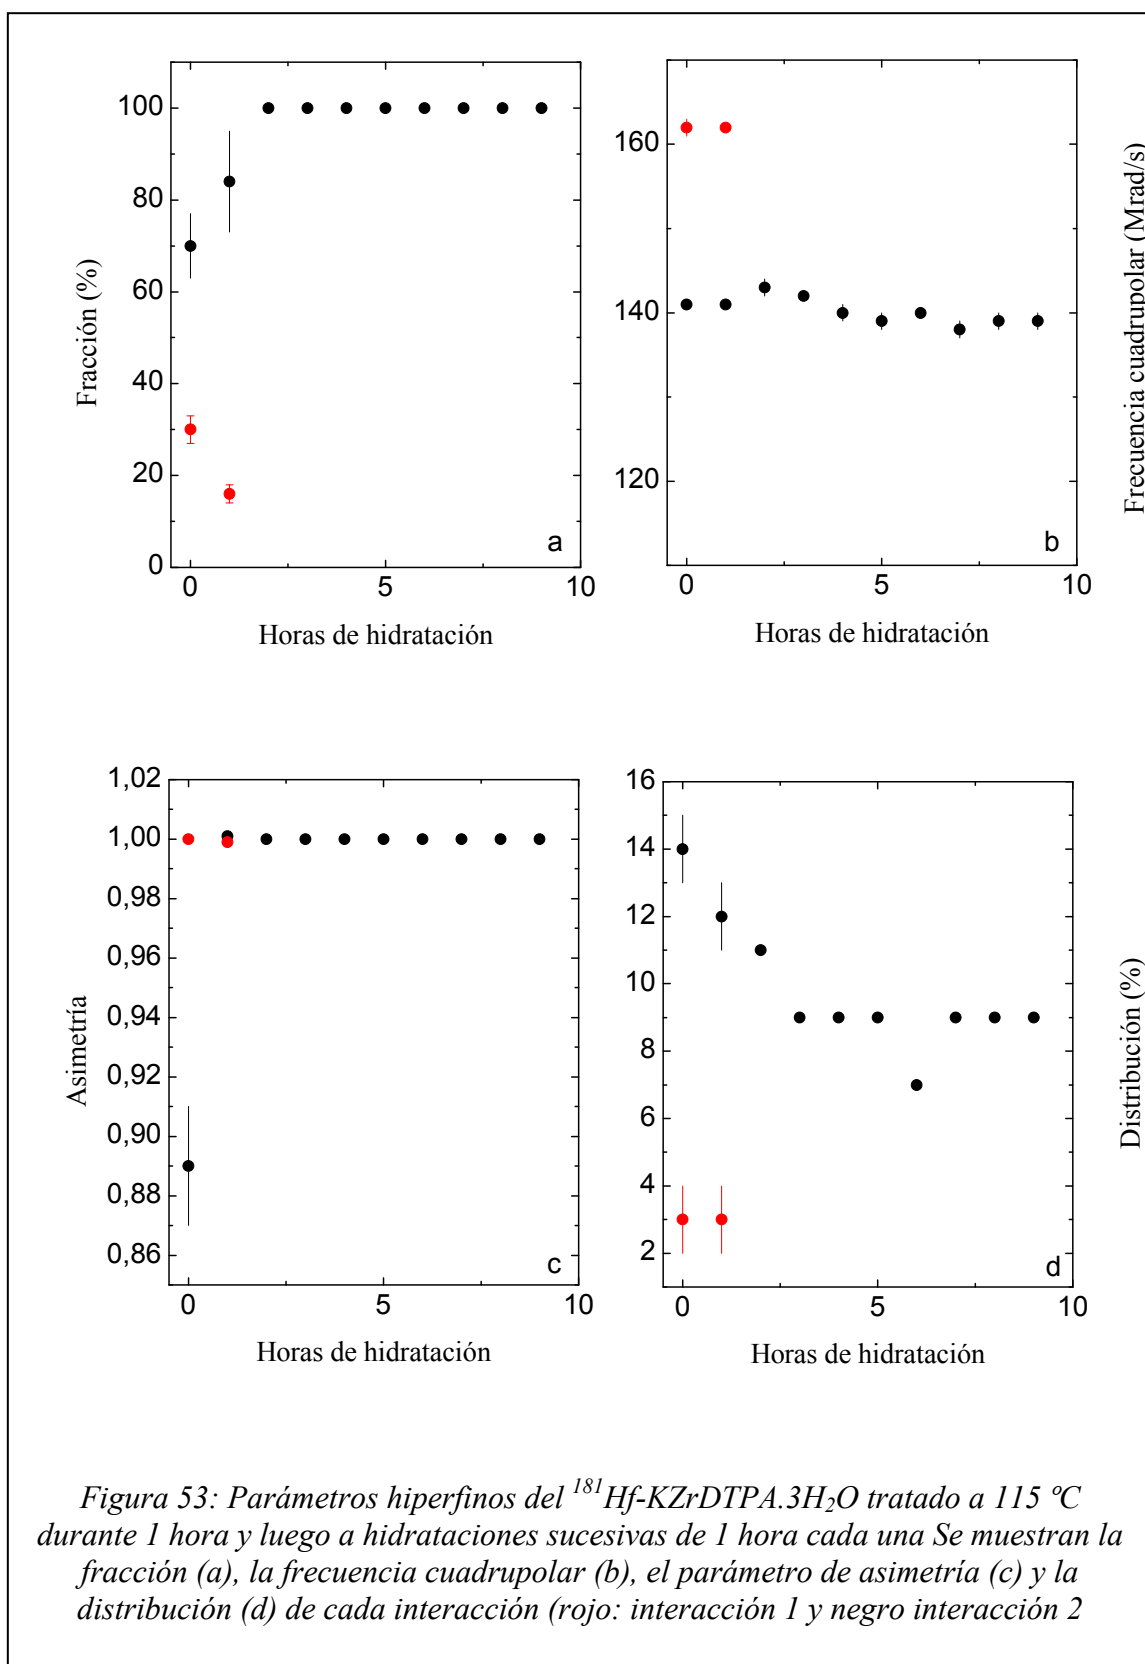 100
80
60
40
20
0
Fracción (%)
0 5 10
Horas de hidratación
a
160
140
120
Frecuencia cuadrupolar (Mrad/s)
0 5 10
Horas de hidratación
b
1,02
1,00
0,98
0,96
0,94
0,92
0,90
0,88
0,86
Asimetría
0 5 10
Horas de hidratación
c
16
14
12
10
8
6
4
2
Distribución (%)
0 5 10
Horas de hidratación
d
Figura 53: Parámetros hiperfinos del ¹⁸¹Hf-KZrDTPA.3H₂O tratado a 115 ºC
durante 1 hora y luego a hidrataciones sucesivas de 1 hora cada una Se muestran la
fracción (a), la frecuencia cuadrupolar (b), el parámetro de asimetría (c) y la
distribución (d) de cada interacción (rojo: interacción 1 y negro interacción 2